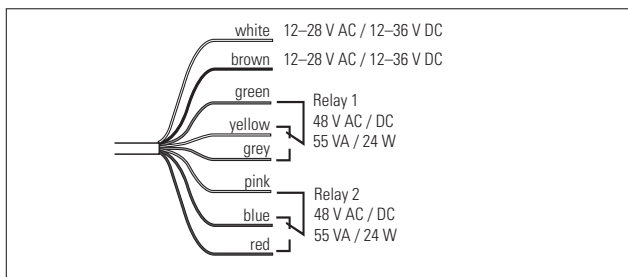 white 12–28 V AC / 12–36 V DC
brown 12–28 V AC / 12–36 V DC
green
Relay 1
yellow 48 V AC / DC
55 VA / 24 W
grey
pink
Relay 2
blue 48 V AC / DC
55 VA / 24 W
red